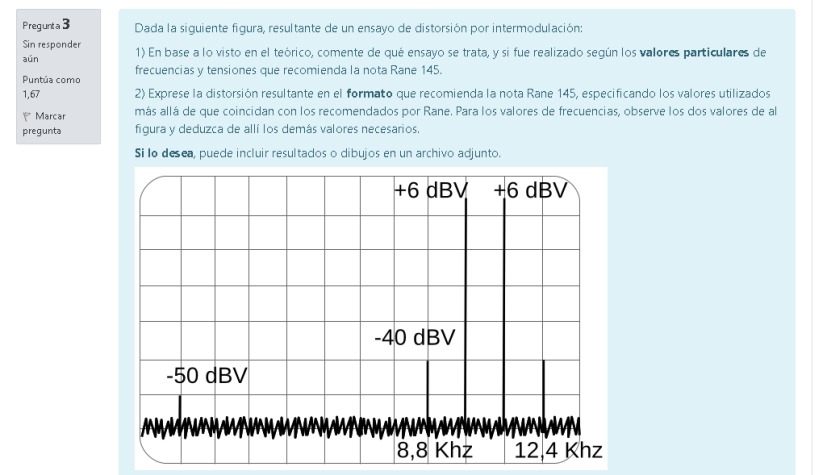 Pregunta 3
Sin responder
aún
Puntúa como
1,67
Marcar
pregunta
Dada la siguiente figura, resultante de un ensayo de distorsión por intermodulación:
1) En base a lo visto en el teórico, comente de qué ensayo se trata, y si fue realizado según los valores particulares de
frecuencias y tensiones que recomienda la nota Rane 145.
2) Exprese la distorsión resultante en el formato que recomienda la nota Rane 145, especificando los valores utilizados
más allá de que coincidan con los recomendados por Rane. Para los valores de frecuencias, observe los dos valores de al
figura y deduzca de allí los demás valores necesarios.
Si lo desea, puede incluir resultados o dibujos en un archivo adjunto.
+6 dBV +6 dBV
-40 dBV
-50 dBV
8,8 Khz 12,4 Khz